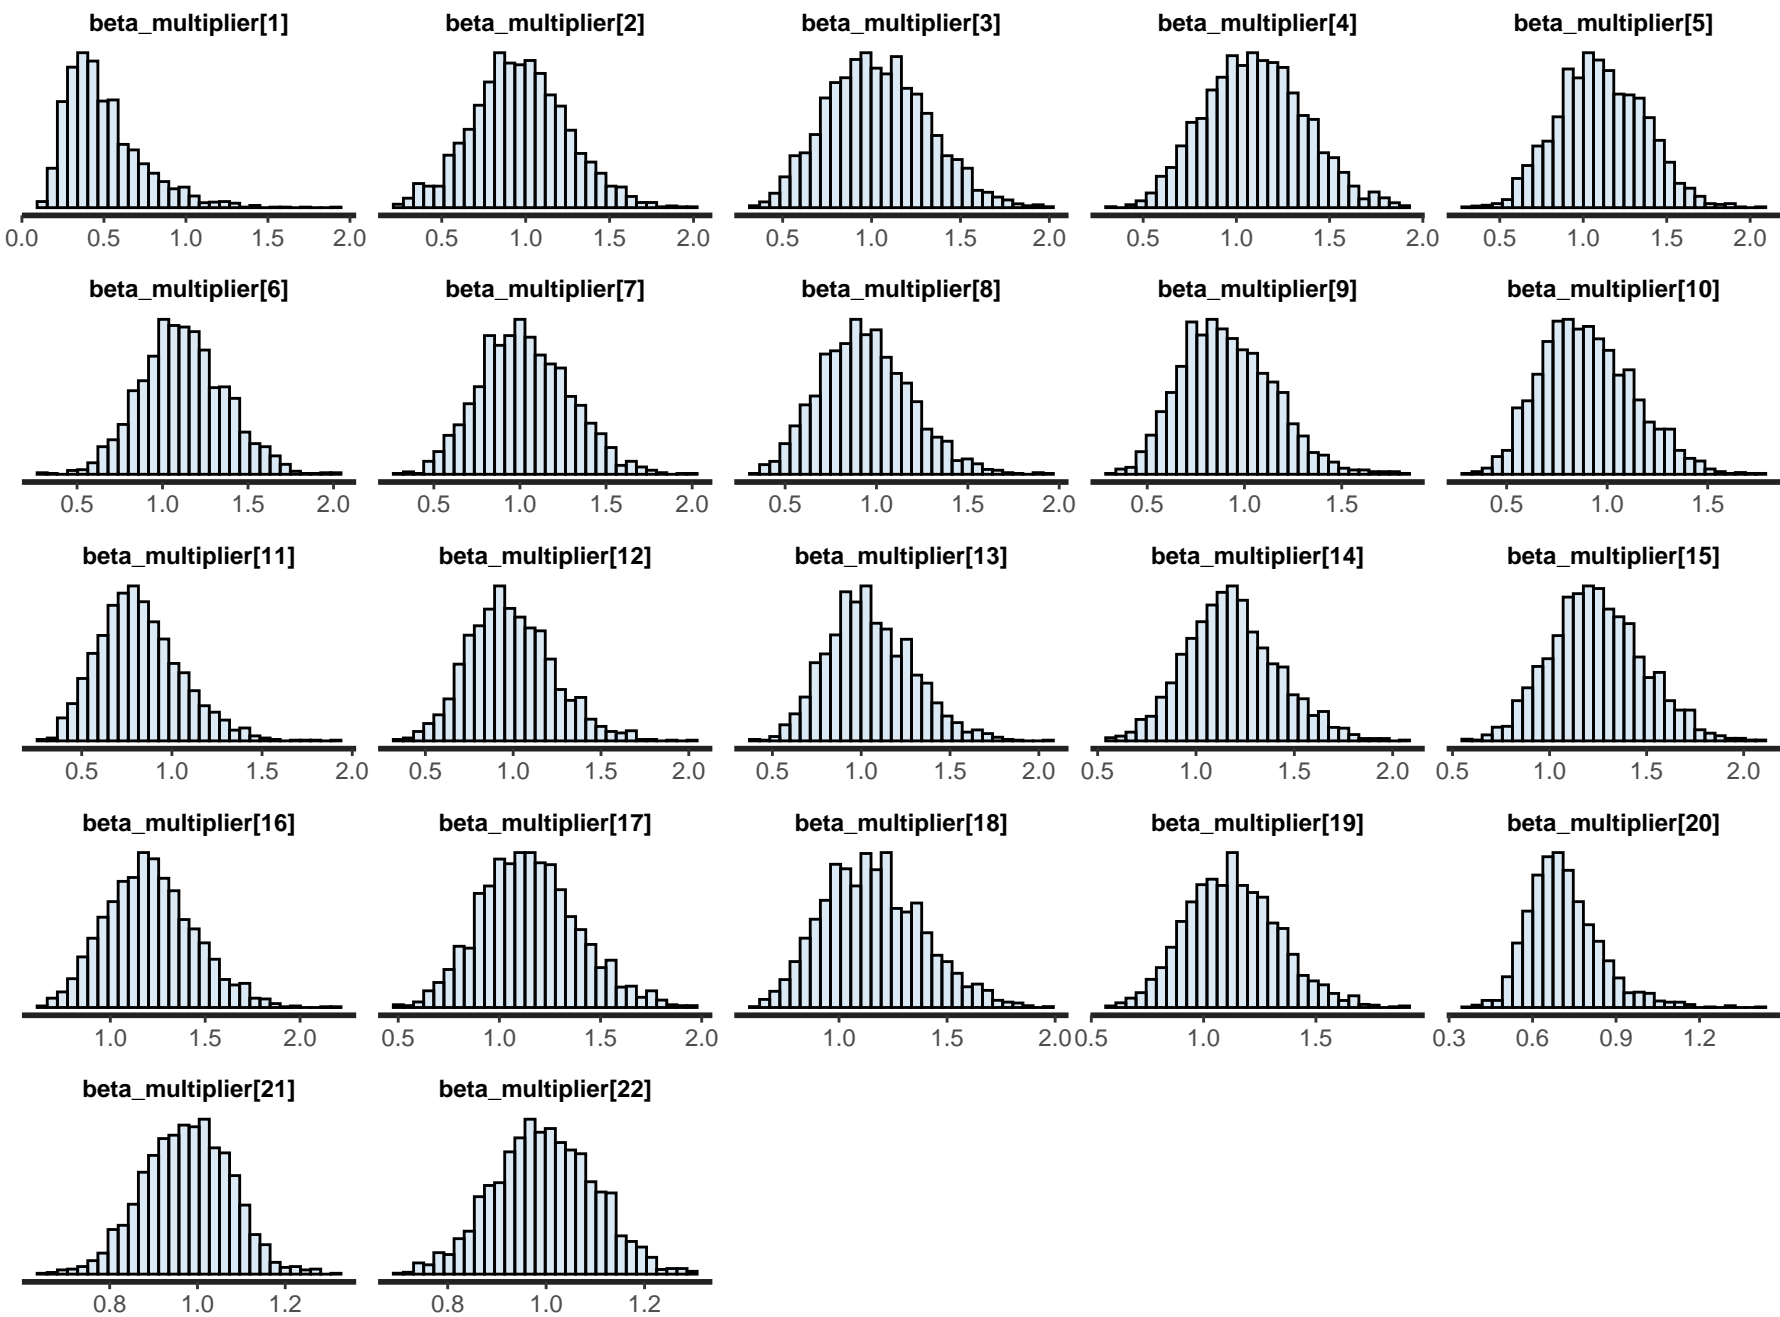 beta_multiplier[1] beta_multiplier[2] beta_multiplier[3] beta_multiplier[4] beta_multiplier[5]
0.0 0.5 1.0 1.5 2.0 0.5 1.0 1.5 2.0 0.5 1.0 1.5 2.0 0.5 1.0 1.5 2.0 0.5 1.0 1.5 2.0
beta_multiplier[6] beta_multiplier[7] beta_multiplier[8] beta_multiplier[9] beta_multiplier[10]
0.5 1.0 1.5 2.0 0.5 1.0 1.5 2.0 0.5 1.0 1.5 2.0 0.5 1.0 1.5 0.5 1.0 1.5
beta_multiplier[11] beta_multiplier[12] beta_multiplier[13] beta_multiplier[14] beta_multiplier[15]
0.5 1.0 1.5 2.0 0.5 1.0 1.5 2.0 0.5 1.0 1.5 2.0 0.5 1.0 1.5 2.0 0.5 1.0 1.5 2.0
beta_multiplier[16] beta_multiplier[17] beta_multiplier[18] beta_multiplier[19] beta_multiplier[20]
1.0 1.5 2.0 0.5 1.0 1.5 2.0 1.0 1.5 2.0 0.5 1.0 1.5 0.3 0.6 0.9 1.2
beta_multiplier[21] beta_multiplier[22]
0.8 1.0 1.2 0.8 1.0 1.2